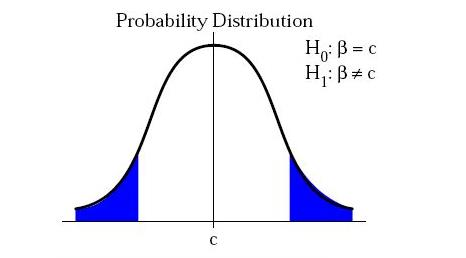 Probability Distribution
H₀: β = c
H₁: β ≠ c
c